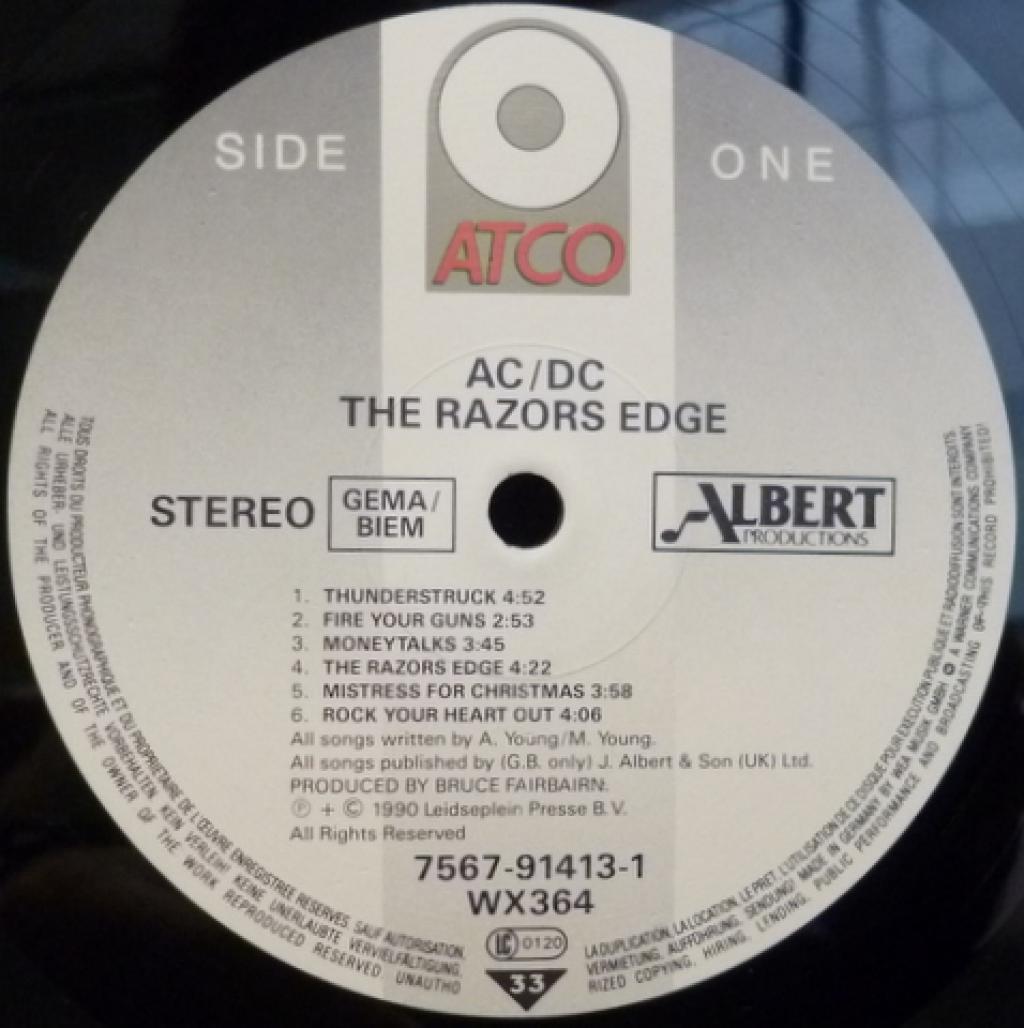 SIDE ONE
ATCO
AC/DC
THE RAZORS EDGE
STEREO
GEMA/
BIEM
ALBERT
PRODUCTIONS
1. THUNDERSTRUCK 4:52
2. FIRE YOUR GUNS 2:53
3. MONEYTALKS 3:45
4. THE RAZORS EDGE 4:22
5. MISTRESS FOR CHRISTMAS 3:58
6. ROCK YOUR HEART OUT 4:06
All songs written by A. Young/M. Young.
All songs published by (G.B. only) J. Albert & Son (UK) Ltd.
PRODUCED BY BRUCE FAIRBAIRN.
℗ + © 1990 Leidseplein Presse B.V.
All Rights Reserved
7567-91413-1
WX364
LC 0120
33
TOUS DROITS DU PRODUCTEUR PHONOGRAPHIQUE ET DU PROPRIETAIRE DE L'ŒUVRE ENREGISTREE RESERVES. SAUF AUTORISATION, LA DUPLICATION, LA LOCATION, LE PRET, L'UTILISATION DE CE DISQUE POUR EXECUTION PUBLIQUE ET RADIODIFFUSION SONT INTERDITS.
ALLE URHEBER- UND LEISTUNGSSCHUTZRECHTE VORBEHALTEN. KEIN VERLEIH! KEINE UNERLAUBTE VERVIELFÄLTIGUNG, VERMIETUNG, AUFFÜHRUNG, SENDUNG! MADE IN GERMANY BY WEA MUSIK GMBH A WARNER COMMUNICATIONS COMPANY
ALL RIGHTS OF THE PRODUCER AND OF THE OWER OF THE WORK REPRODUCED RESERVED UNAUTHORIZED COPYING, HIRING, LENDING, PUBLIC PERFORMANCE AND BROADCASTING OF THIS RECORD PROHIBITED!